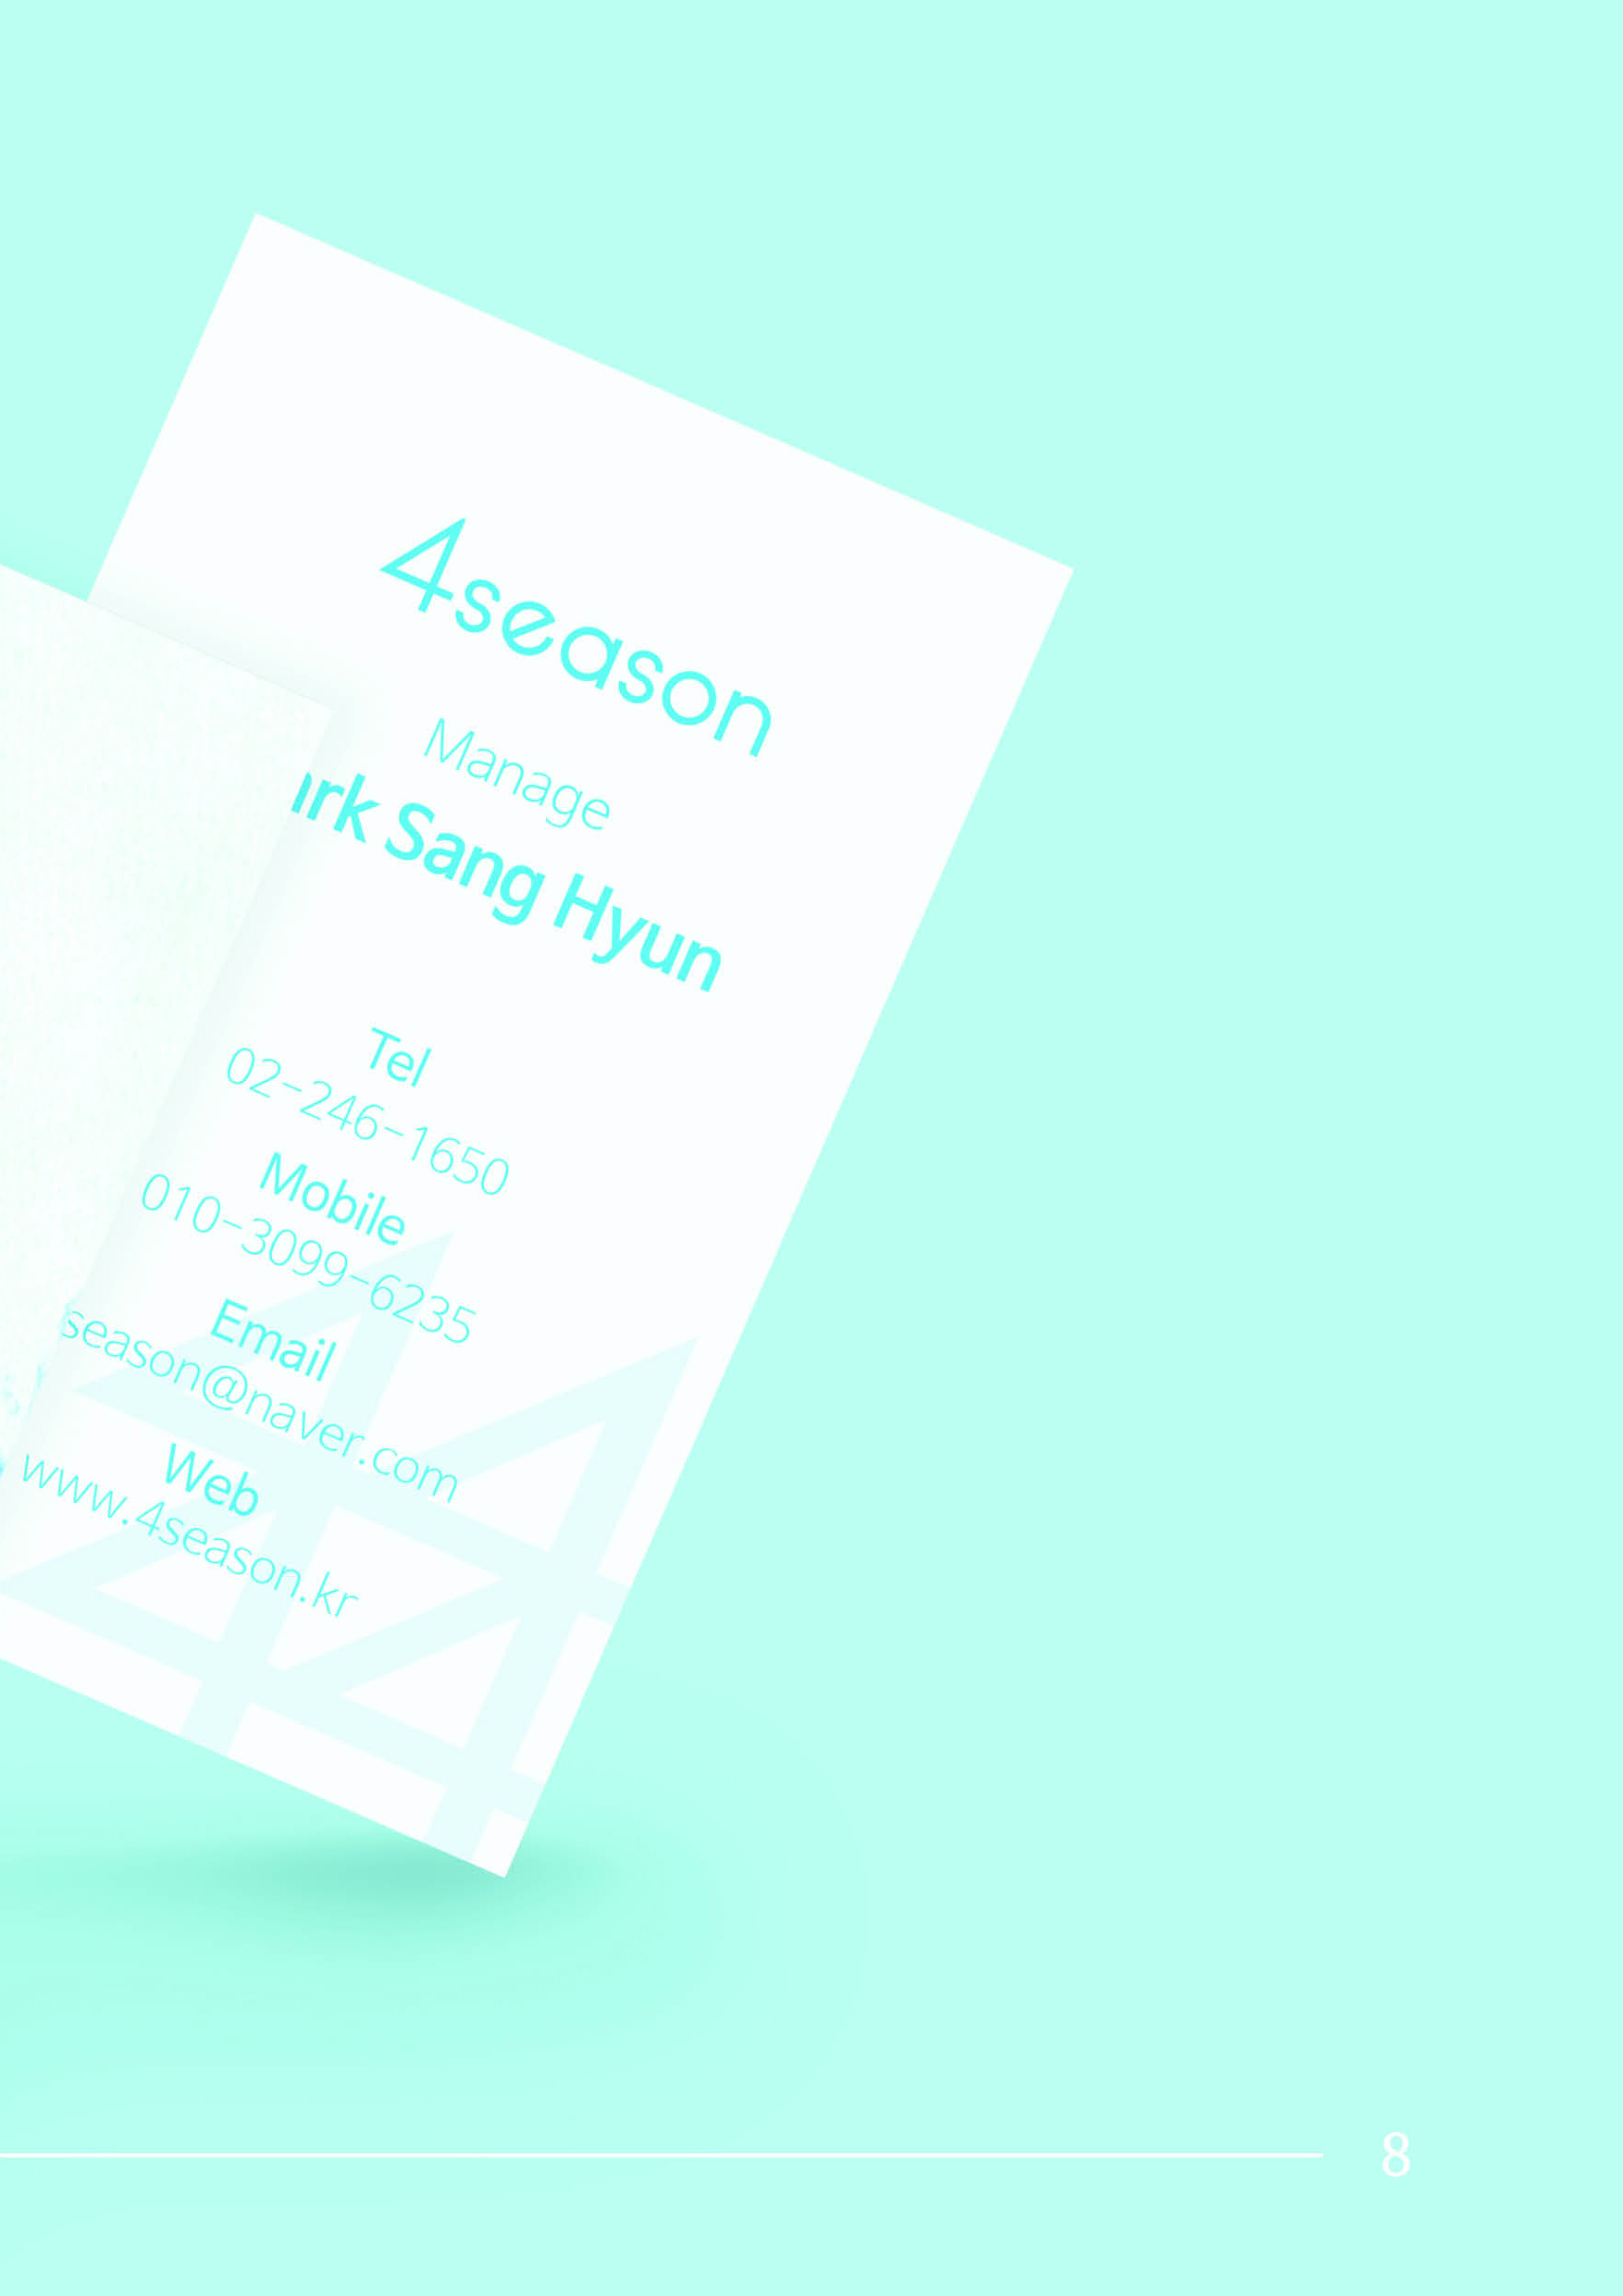 4season
Manage
Sang Hyun
Tel
02-246-1650
Mobile
010-3099-6235
Email
season@naver.com
Web
www.4season.kr
8